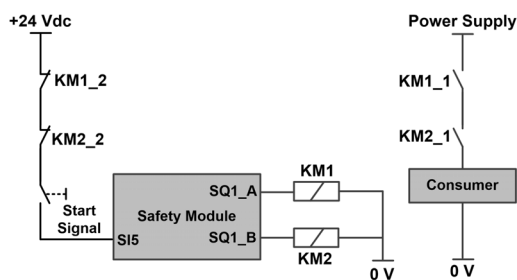 +24 Vdc
Power Supply
KM1_2
KM1_1
KM2_2
KM2_1
Start
Signal
SI5
Safety Module
SQ1_A
SQ1_B
KM1
KM2
0 V
Consumer
0 V